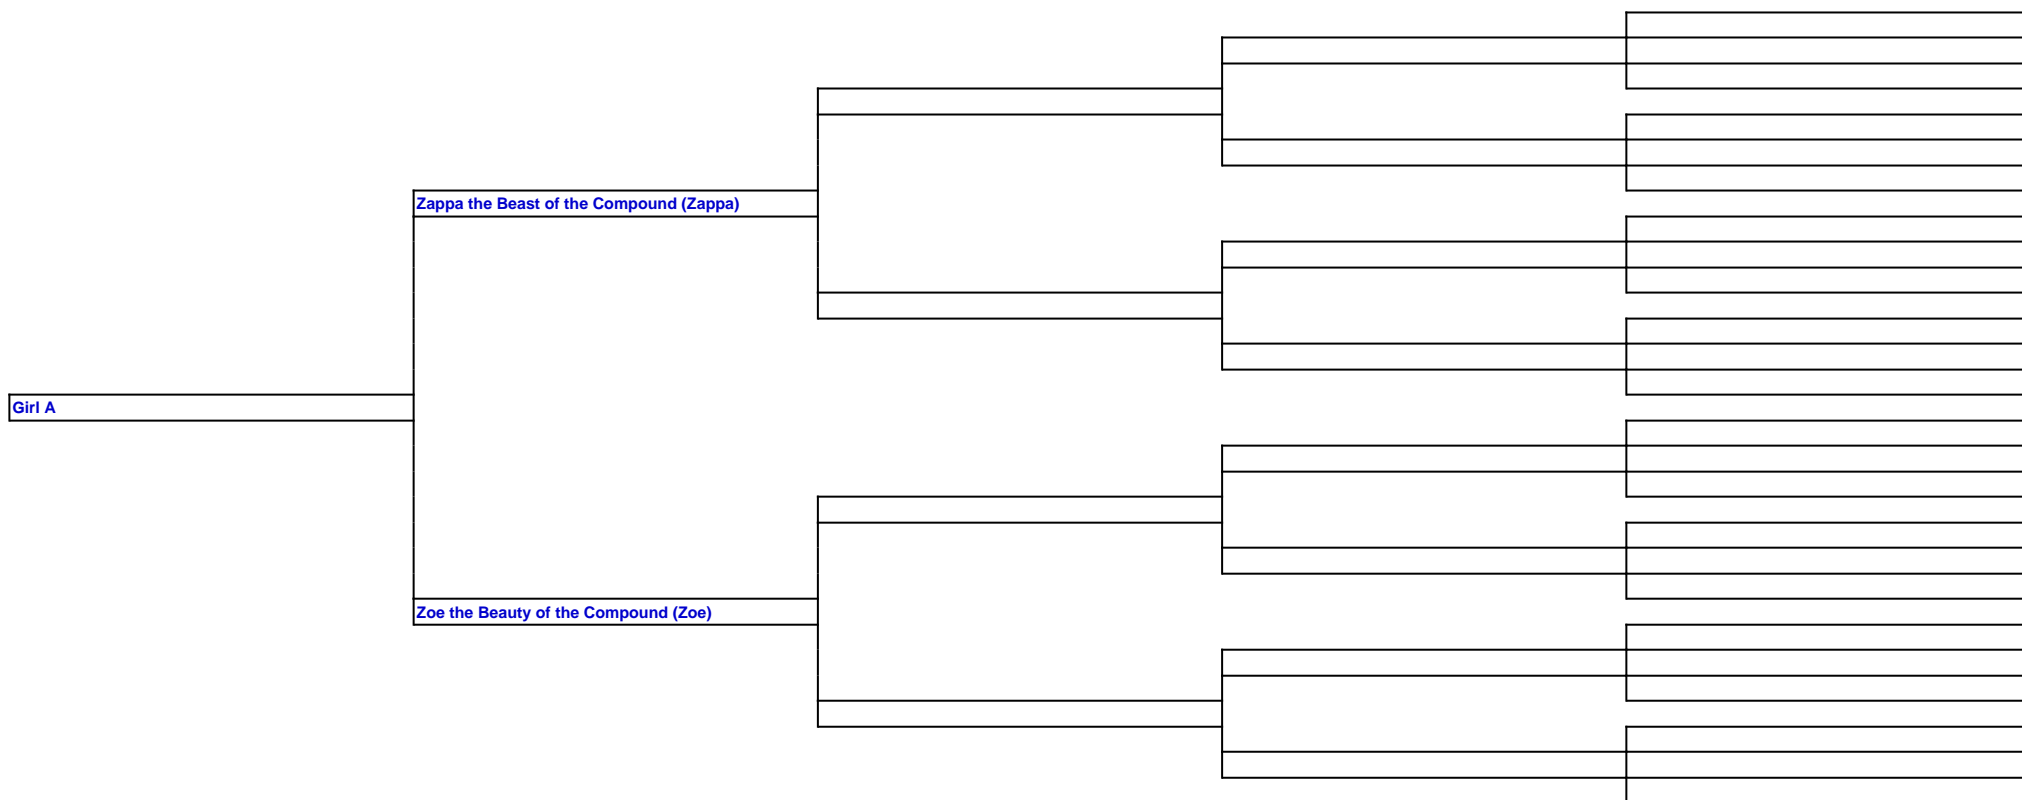 Zappa the Beast of the Compound (Zappa)
Girl A
Zoe the Beauty of the Compound (Zoe)